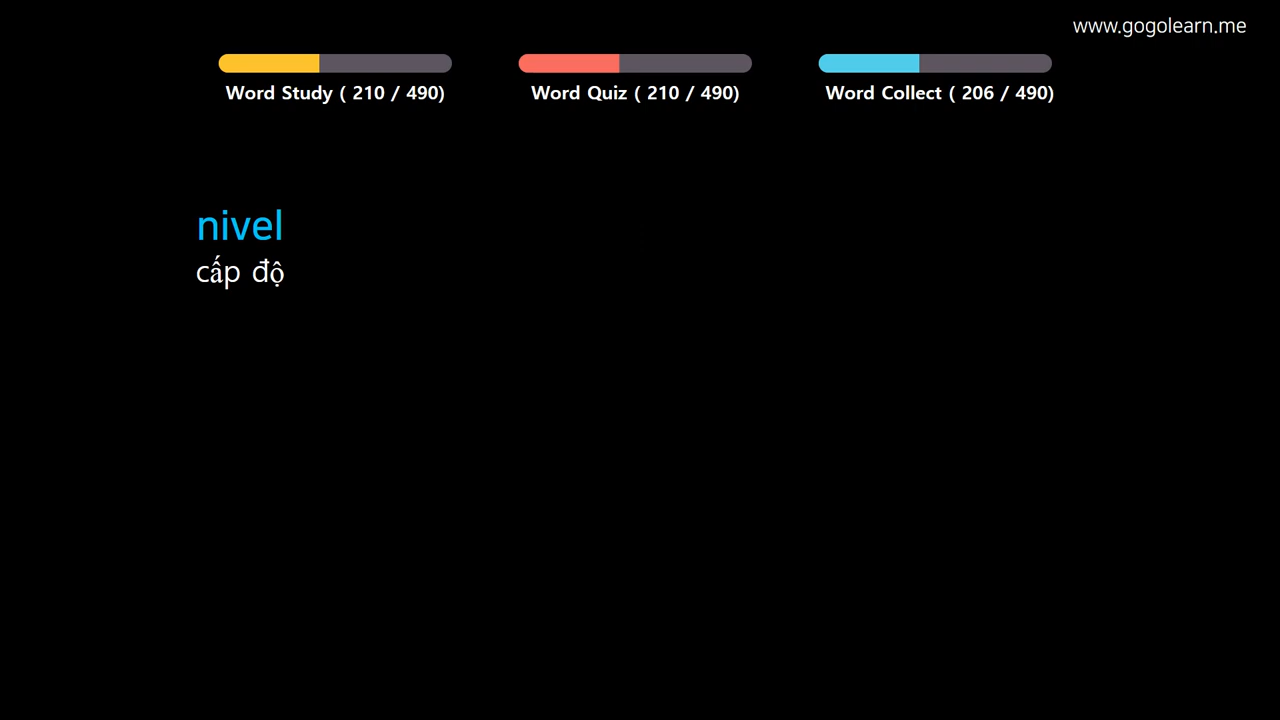 www.gogolearn.me
Word Study ( 210 / 490)
Word Quiz ( 210 / 490)
Word Collect ( 206 / 490)
nivel
cấp độ